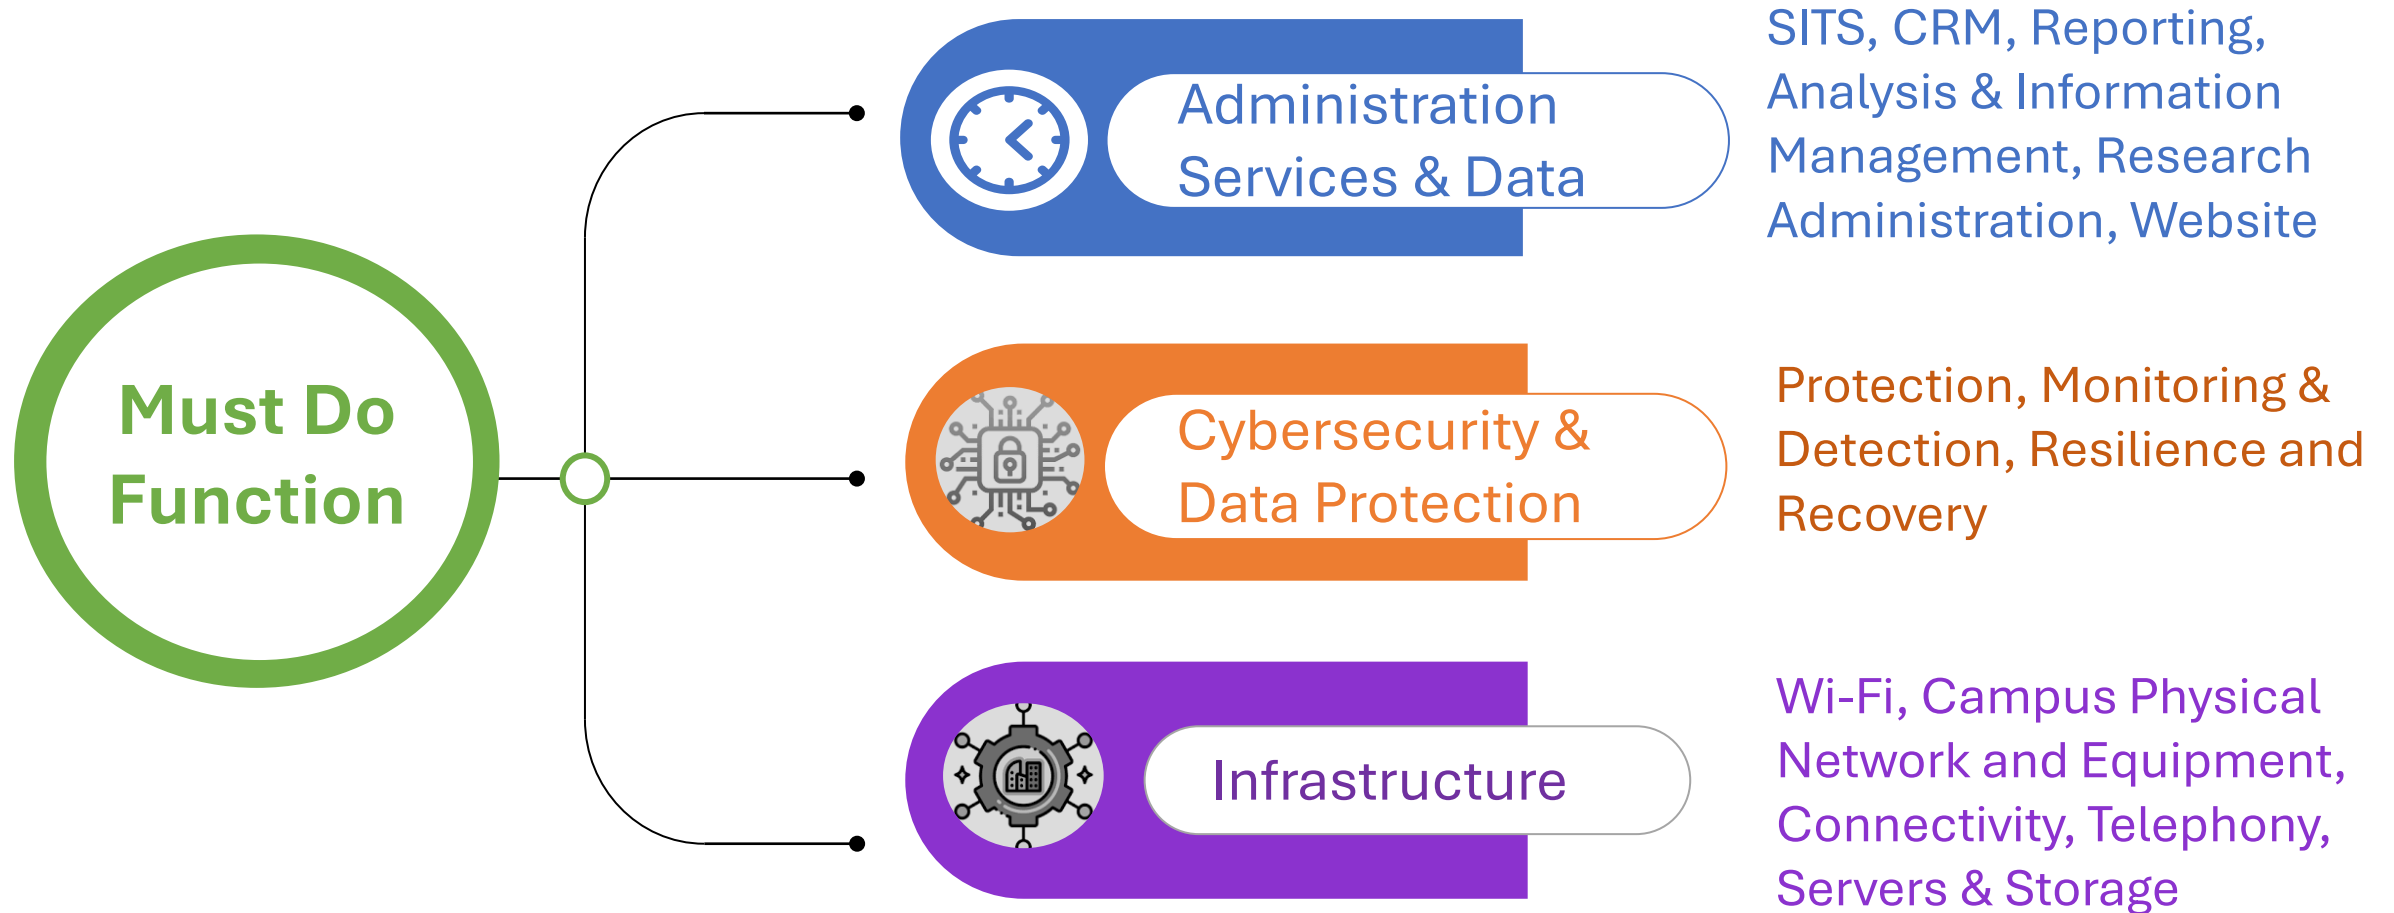 Must Do
Function
Administration
Services & Data
SITS, CRM, Reporting,
Analysis & Information
Management, Research
Administration, Website
Cybersecurity &
Data Protection
Protection, Monitoring &
Detection, Resilience and
Recovery
Infrastructure
Wi-Fi, Campus Physical
Network and Equipment,
Connectivity, Telephony,
Servers & Storage